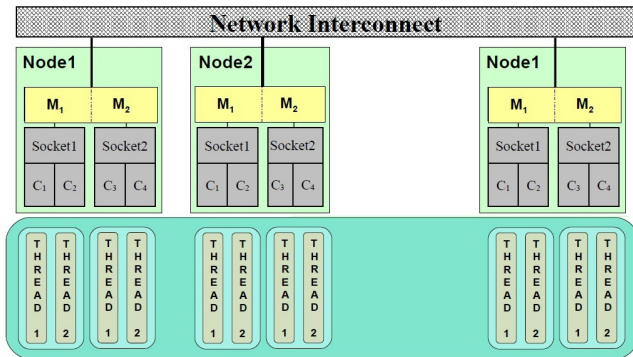 Network Interconnect
Node1 Node2 Node1
M1 M2 M1 M2 M1 M2
Socket1 Socket2 Socket1 Socket2 Socket1 Socket2
C1 C2 C3 C4 C1 C2 C3 C4 C1 C2 C3 C4
THREAD 1
THREAD 2
THREAD 1
THREAD 2
THREAD 1
THREAD 2
THREAD 1
THREAD 2
THREAD 1
THREAD 2
THREAD 1
THREAD 2